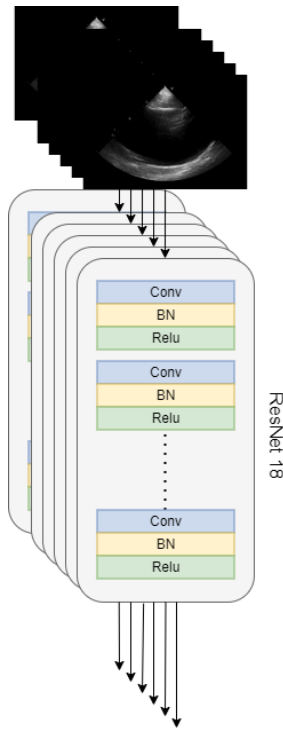 Conv
BN
Relu
Conv
BN
Relu
Conv
BN
Relu
ResNet 18